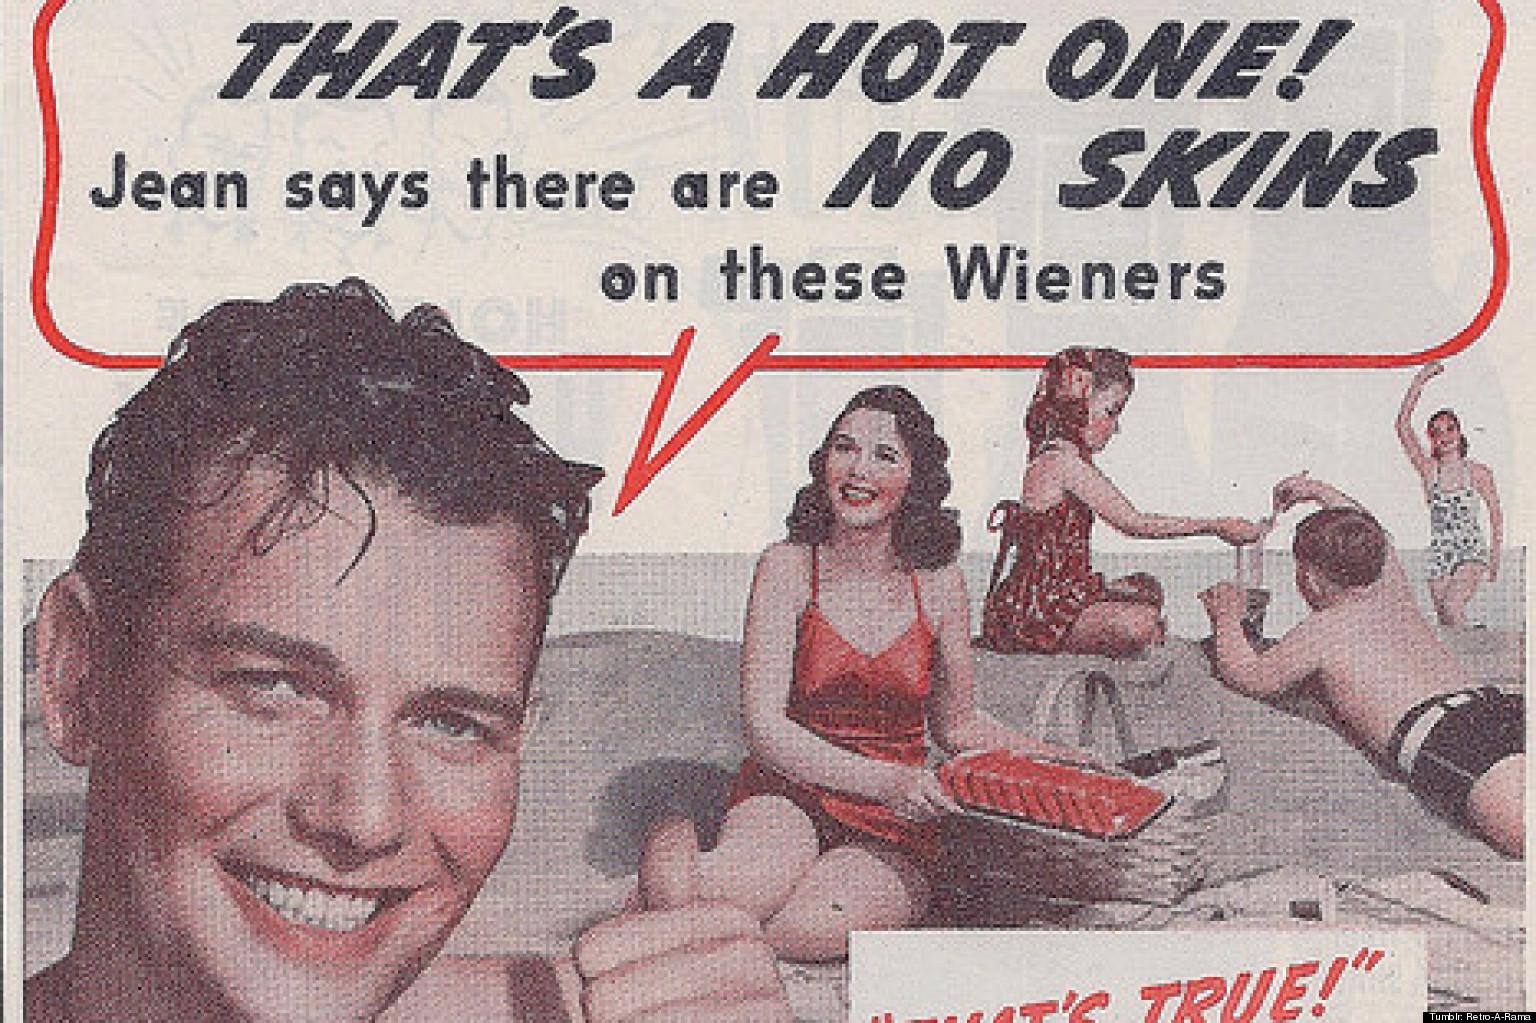 THAT'S A HOT ONE!
Jean says there are NO SKINS
on these Wieners
"THAT'S TRUE!"
Tumblr: Retro-A-Rama